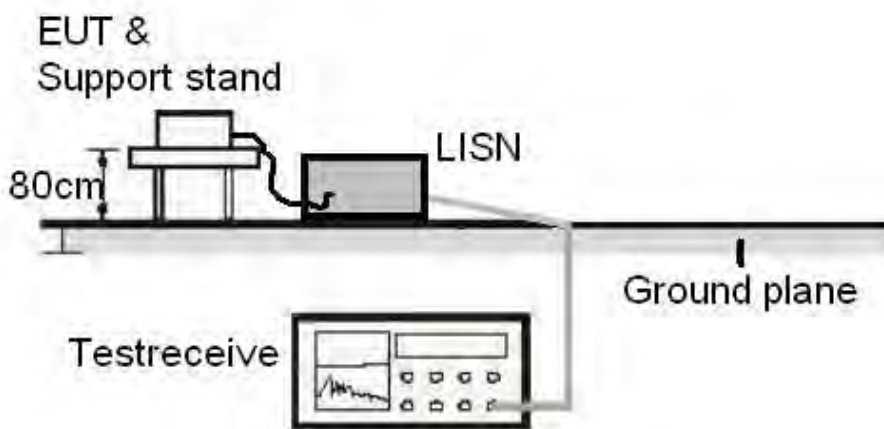 EUT &
Support stand
LISN
80cm
Ground plane
Testreceive